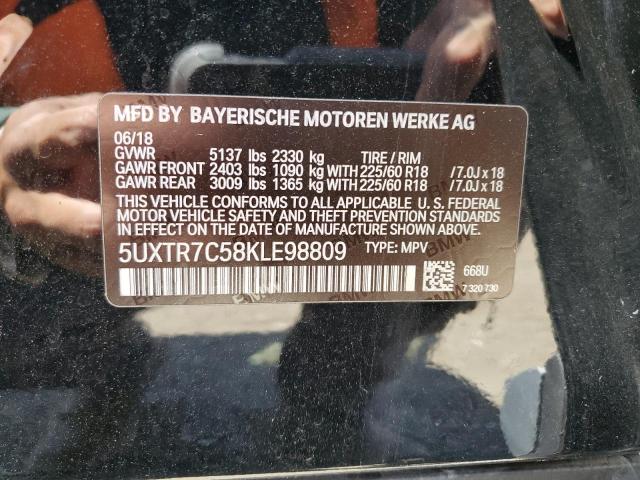 MFD BY BAYERISCHE MOTOREN WERKE AG
06/18
GVWR 5137 lbs 2330 kg TIRE / RIM
GAWR FRONT 2403 lbs 1090 kg WITH 225/60 R18 /7.0J x 18
GAWR REAR 3009 lbs 1365 kg WITH 225/60 R18 /7.0J x 18
THIS VEHICLE CONFORMS TO ALL APPLICABLE U. S. FEDERAL
MOTOR VEHICLE SAFETY AND THEFT PREVENTION STANDARDS
IN EFFECT ON THE DATE OF MANUFACTURE SHOWN ABOVE.
5UXTR7C58KLE98809 TYPE: MPV
668U
7 320 730